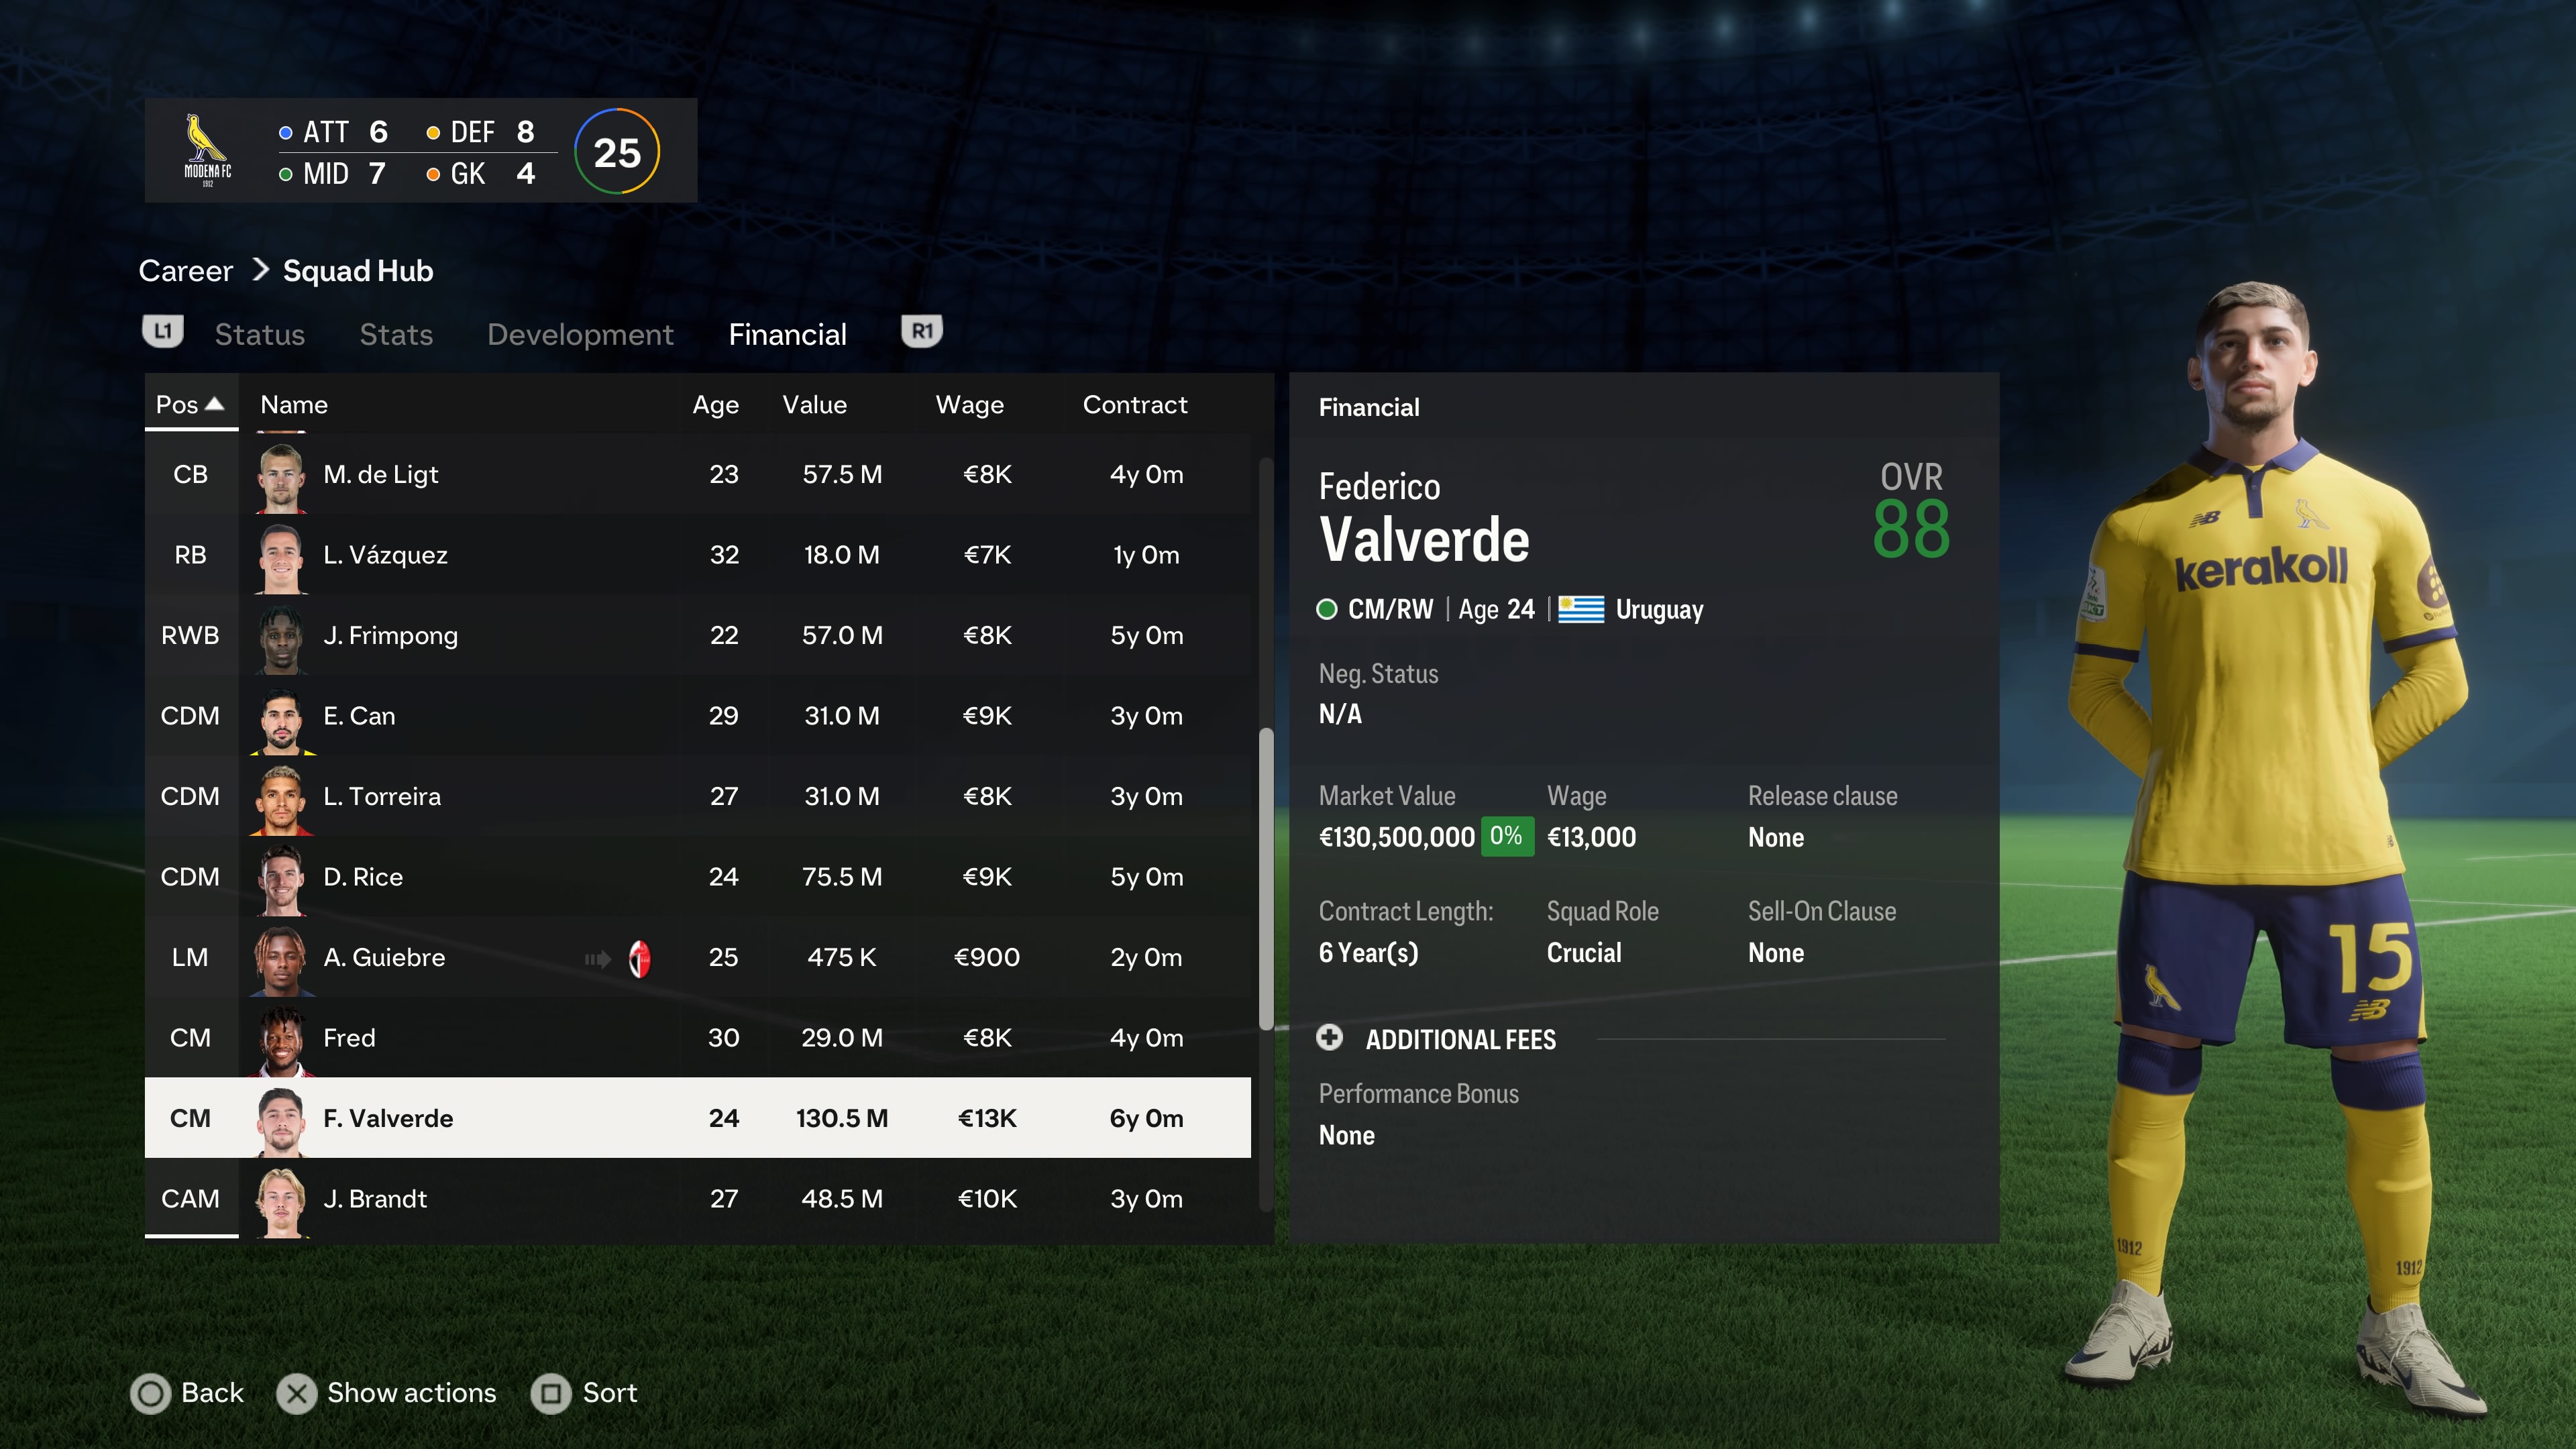 ATT 6 DEF 8
25
MID 7 GK 4
MODENA FC
1912
Career > Squad Hub
L1 Status Stats Development Financial R1
Pos Name Age Value Wage Contract
CB M. de Ligt 23 57.5 M €8K 4y 0m
RB L. Vázquez 32 18.0 M €7K 1y 0m
RWB J. Frimpong 22 57.0 M €8K 5y 0m
CDM E. Can 29 31.0 M €9K 3y 0m
CDM L. Torreira 27 31.0 M €8K 3y 0m
CDM D. Rice 24 75.5 M €9K 5y 0m
LM A. Guiebre 25 475 K €900 2y 0m
CM Fred 30 29.0 M €8K 4y 0m
CM F. Valverde 24 130.5 M €13K 6y 0m
CAM J. Brandt 27 48.5 M €10K 3y 0m
Financial
Federico
Valverde
OVR
88
CM/RW | Age 24 | Uruguay
Neg. Status
N/A
Market Value Wage Release clause
€130,500,000 0% €13,000 None
Contract Length: Squad Role Sell-On Clause
6 Year(s) Crucial None
ADDITIONAL FEES
Performance Bonus
None
kerakoll
15
1912
1912
Back Show actions Sort